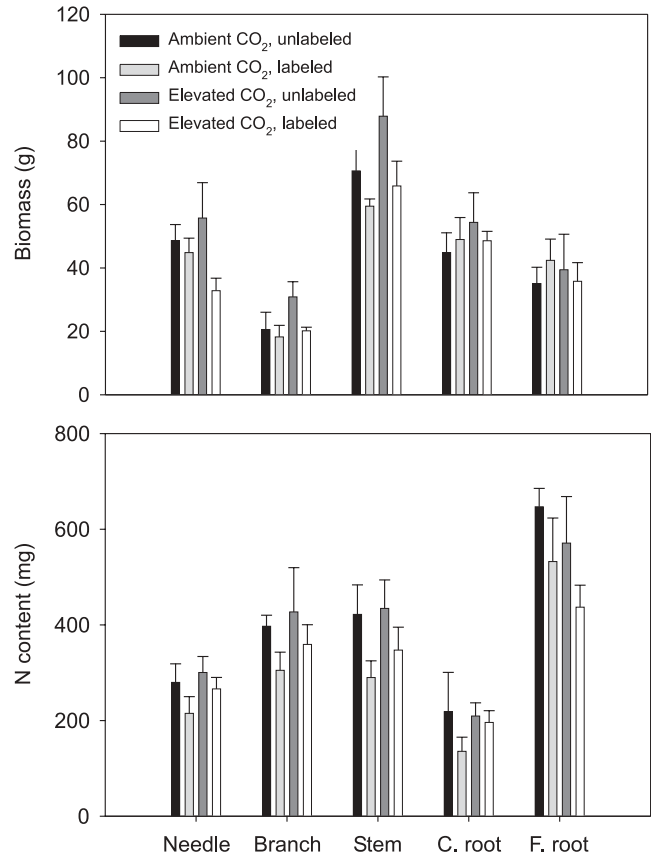 120
100
80
60
40
20
0
Biomass (g)
Ambient CO₂, unlabeled
Ambient CO₂, labeled
Elevated CO₂, unlabeled
Elevated CO₂, labeled
800
600
400
200
0
N content (mg)
Needle Branch Stem C. root F. root